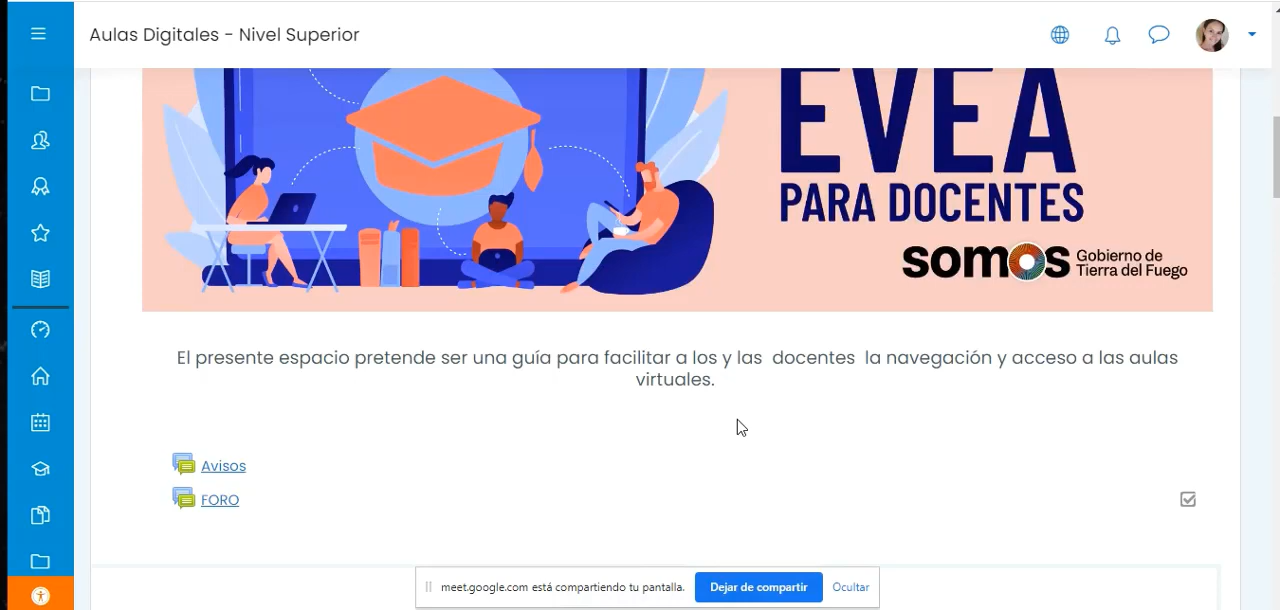 Aulas Digitales - Nivel Superior
EVEA
PARA DOCENTES
somos Gobierno de
Tierra del Fuego
El presente espacio pretende ser una guía para facilitar a los y las docentes la navegación y acceso a las aulas
virtuales.
Avisos
FORO
meet.google.com está compartiendo tu pantalla. Dejar de compartir Ocultar